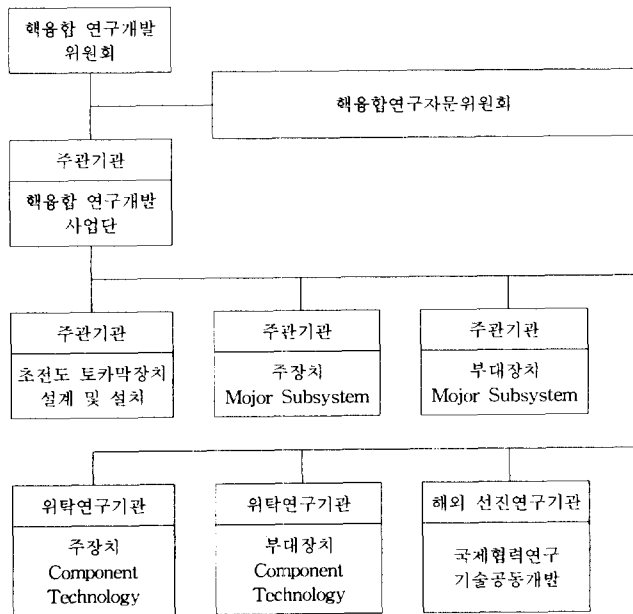 핵융합 연구개발
위원회
핵융합연구자문위원회
주관기관
핵융합 연구개발
사업단
주관기관
초전도 토카막장치
설계 및 설치
주관기관
주장치
Mojor Subsystem
주관기관
부대장치
Mojor Subsystem
위탁연구기관
주장치
Component
Technology
위탁연구기관
부대장치
Component
Technology
해외 선진연구기관
국제협력연구
기술공동개발